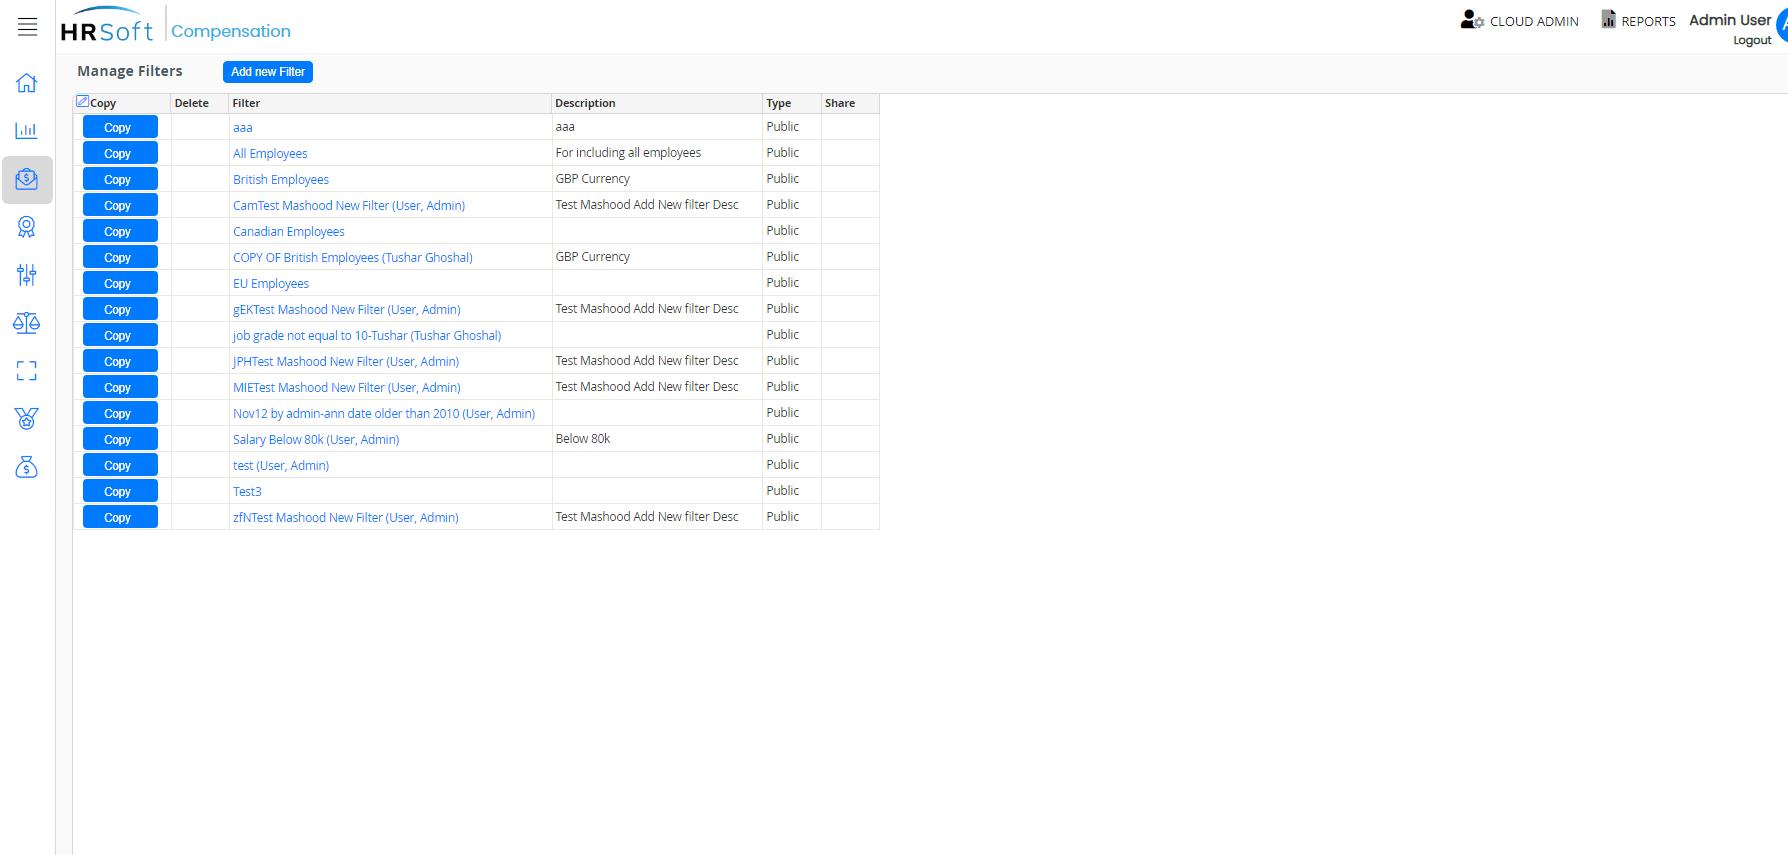 HRSoft Compensation CLOUD ADMIN REPORTS Admin User
Logout
Manage Filters Add new Filter
Copy Delete Filter Description Type Share
Copy aaa aaa Public
Copy All Employees For including all employees Public
Copy British Employees GBP Currency Public
Copy CamTest Mashood New Filter (User, Admin) Test Mashood Add New filter Desc Public
Copy Canadian Employees Public
Copy COPY OF British Employees (Tushar Ghoshal) GBP Currency Public
Copy EU Employees Public
Copy gEKTest Mashood New Filter (User, Admin) Test Mashood Add New filter Desc Public
Copy job grade not equal to 10-Tushar (Tushar Ghoshal) Public
Copy JPHTest Mashood New Filter (User, Admin) Test Mashood Add New filter Desc Public
Copy MIETest Mashood New Filter (User, Admin) Test Mashood Add New filter Desc Public
Copy Nov12 by admin-ann date older than 2010 (User, Admin) Public
Copy Salary Below 80k (User, Admin) Below 80k Public
Copy test (User, Admin) Public
Copy Test3 Public
Copy zfNTest Mashood New Filter (User, Admin) Test Mashood Add New filter Desc Public